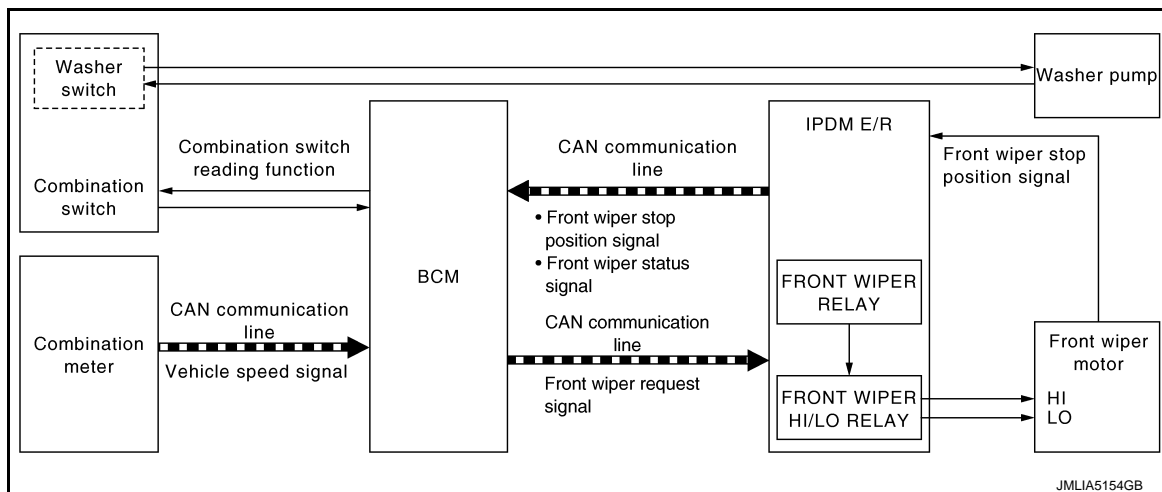 Washer
switch
Washer pump
Combination switch
reading function
Combination
switch
CAN communication
line
• Front wiper stop
position signal
• Front wiper status
signal
IPDM E/R
Front wiper stop
position signal
BCM
FRONT WIPER
RELAY
Combination
meter
CAN communication
line
Vehicle speed signal
CAN communication
line
Front wiper request
signal
FRONT WIPER
HI/LO RELAY
Front wiper
motor
HI
LO
JMLIA5154GB